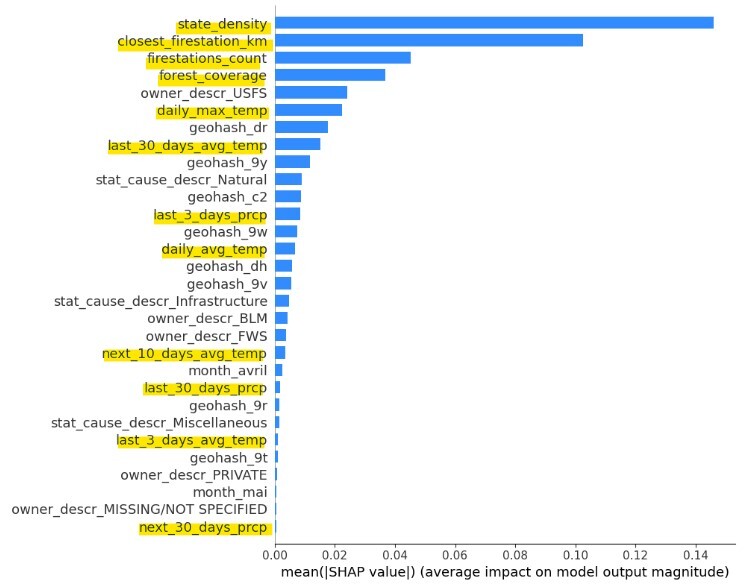 state_density
closest_firestation_km
firestations_count
forest_coverage
owner_descr_USFS
daily_max_temp
geohash_dr
last_30_days_avg_temp
geohash_9y
stat_cause_descr_Natural
geohash_c2
last_3_days_prcp
geohash_9w
daily_avg_temp
geohash_dh
geohash_9v
stat_cause_descr_Infrastructure
owner_descr_BLM
owner_descr_FWS
next_10_days_avg_temp
month_avril
last_30_days_prcp
geohash_9r
stat_cause_descr_Miscellaneous
last_3_days_avg_temp
geohash_9t
owner_descr_PRIVATE
month_mai
owner_descr_MISSING/NOT SPECIFIED
next_30_days_prcp
0.00 0.02 0.04 0.06 0.08 0.10 0.12 0.14
mean(|SHAP value|) (average impact on model output magnitude)